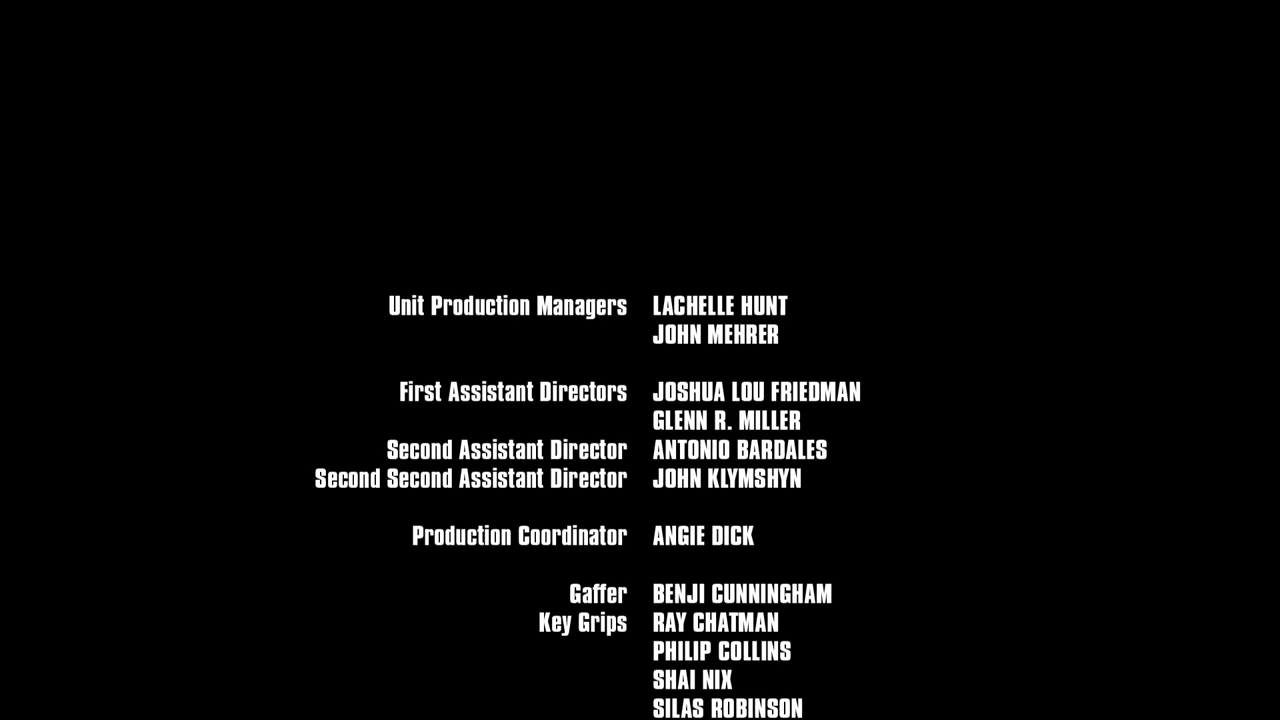 Unit Production Managers LACHELLE HUNT
JOHN MEHRER
First Assistant Directors JOSHUA LOU FRIEDMAN
GLENN R. MILLER
Second Assistant Director ANTONIO BARDALES
Second Second Assistant Director JOHN KLYMSHYN
Production Coordinator ANGIE DICK
Gaffer BENJI CUNNINGHAM
Key Grips RAY CHATMAN
PHILIP COLLINS
SHAI NIX
SILAS ROBINSON